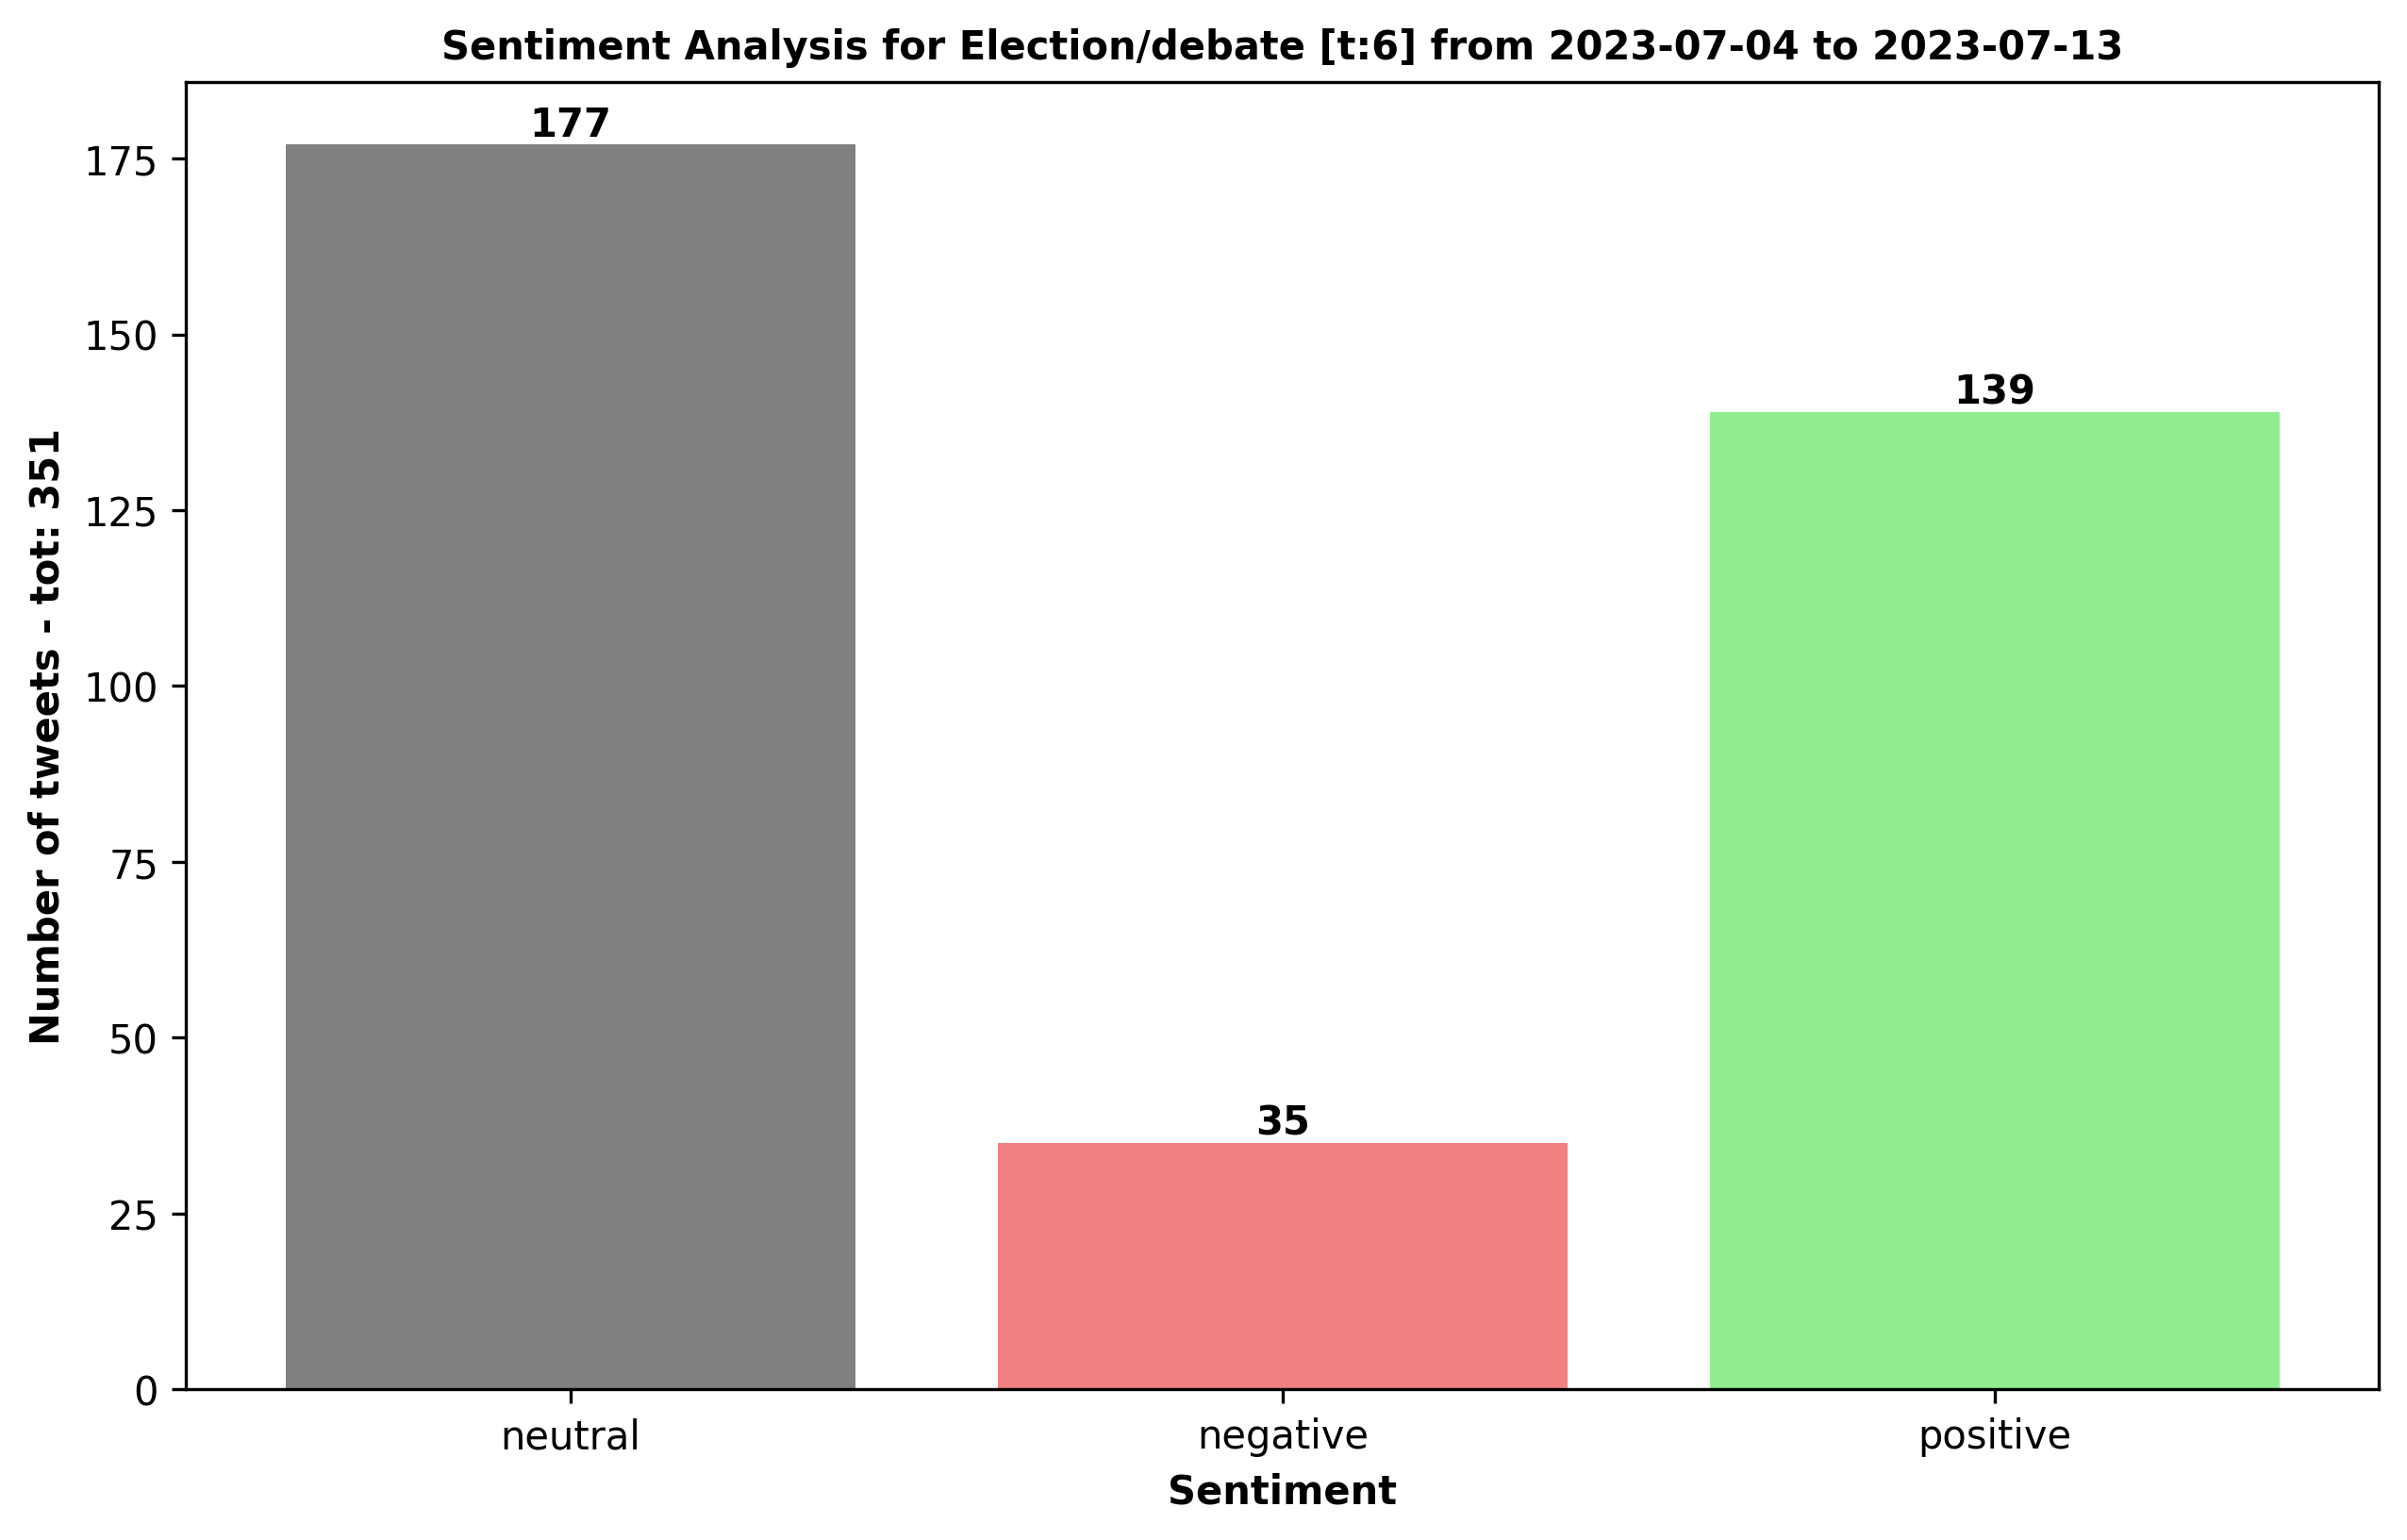 Sentiment Analysis for Election/debate [t:6] from 2023-07-04 to 2023-07-13
Number of tweets - tot: 351
175
150
125
100
75
50
25
0
177
35
139
neutral
negative
positive
Sentiment